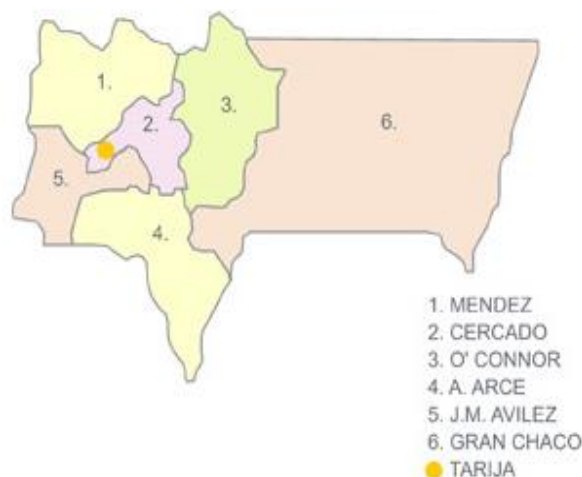 1.
2.
3.
6.
5.
4.
1. MENDEZ
2. CERCADO
3. O' CONNOR
4. A. ARCE
5. J.M. AVILEZ
6. GRAN CHACO
TARIJA